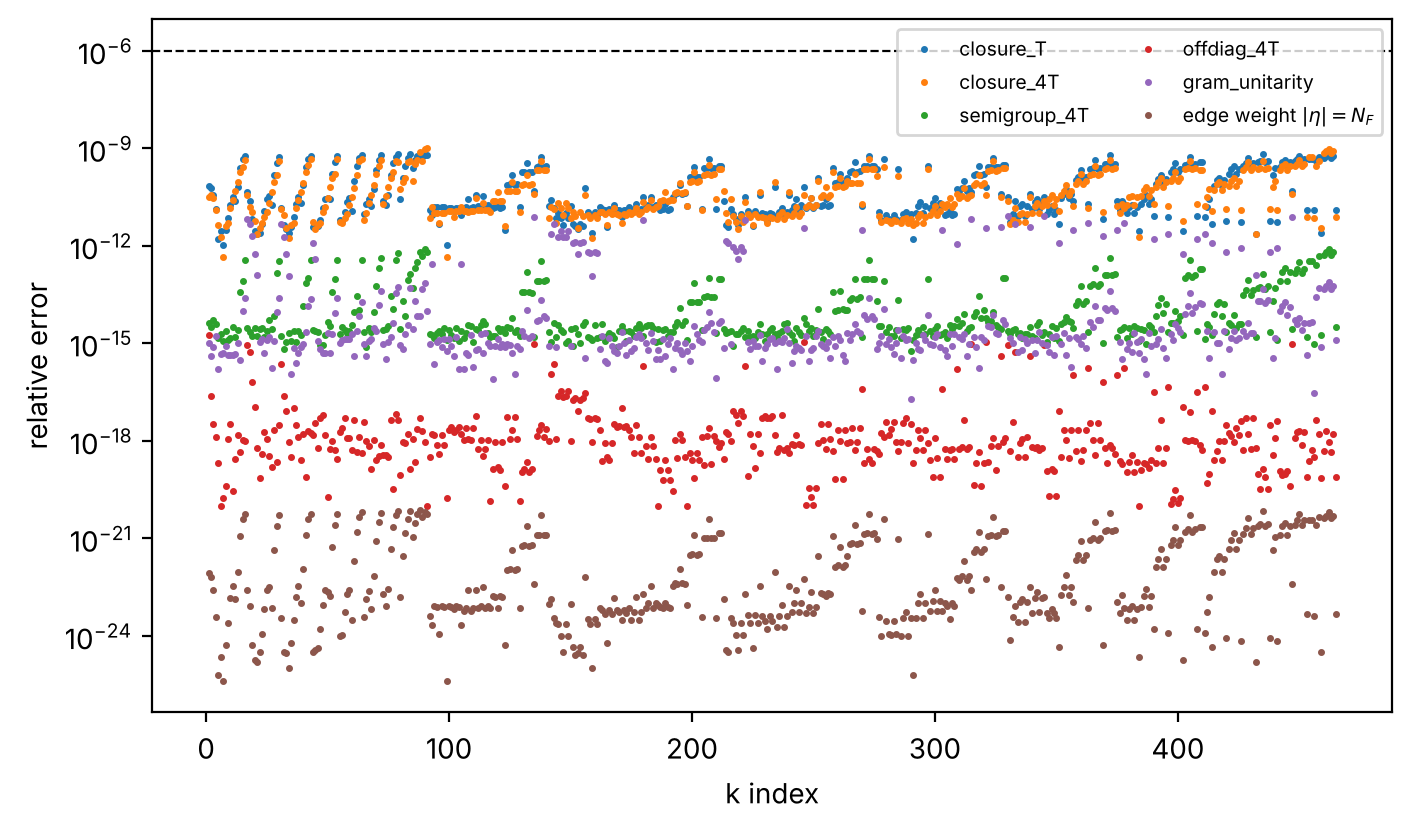 10⁻⁶
10⁻⁹
10⁻¹²
10⁻¹⁵
10⁻¹⁸
10⁻²¹
10⁻²⁴
relative error
closure_T
closure_4T
semigroup_4T
offdiag_4T
gram_unitarity
edge weight |η| = N_F
0 100 200 300 400
k index